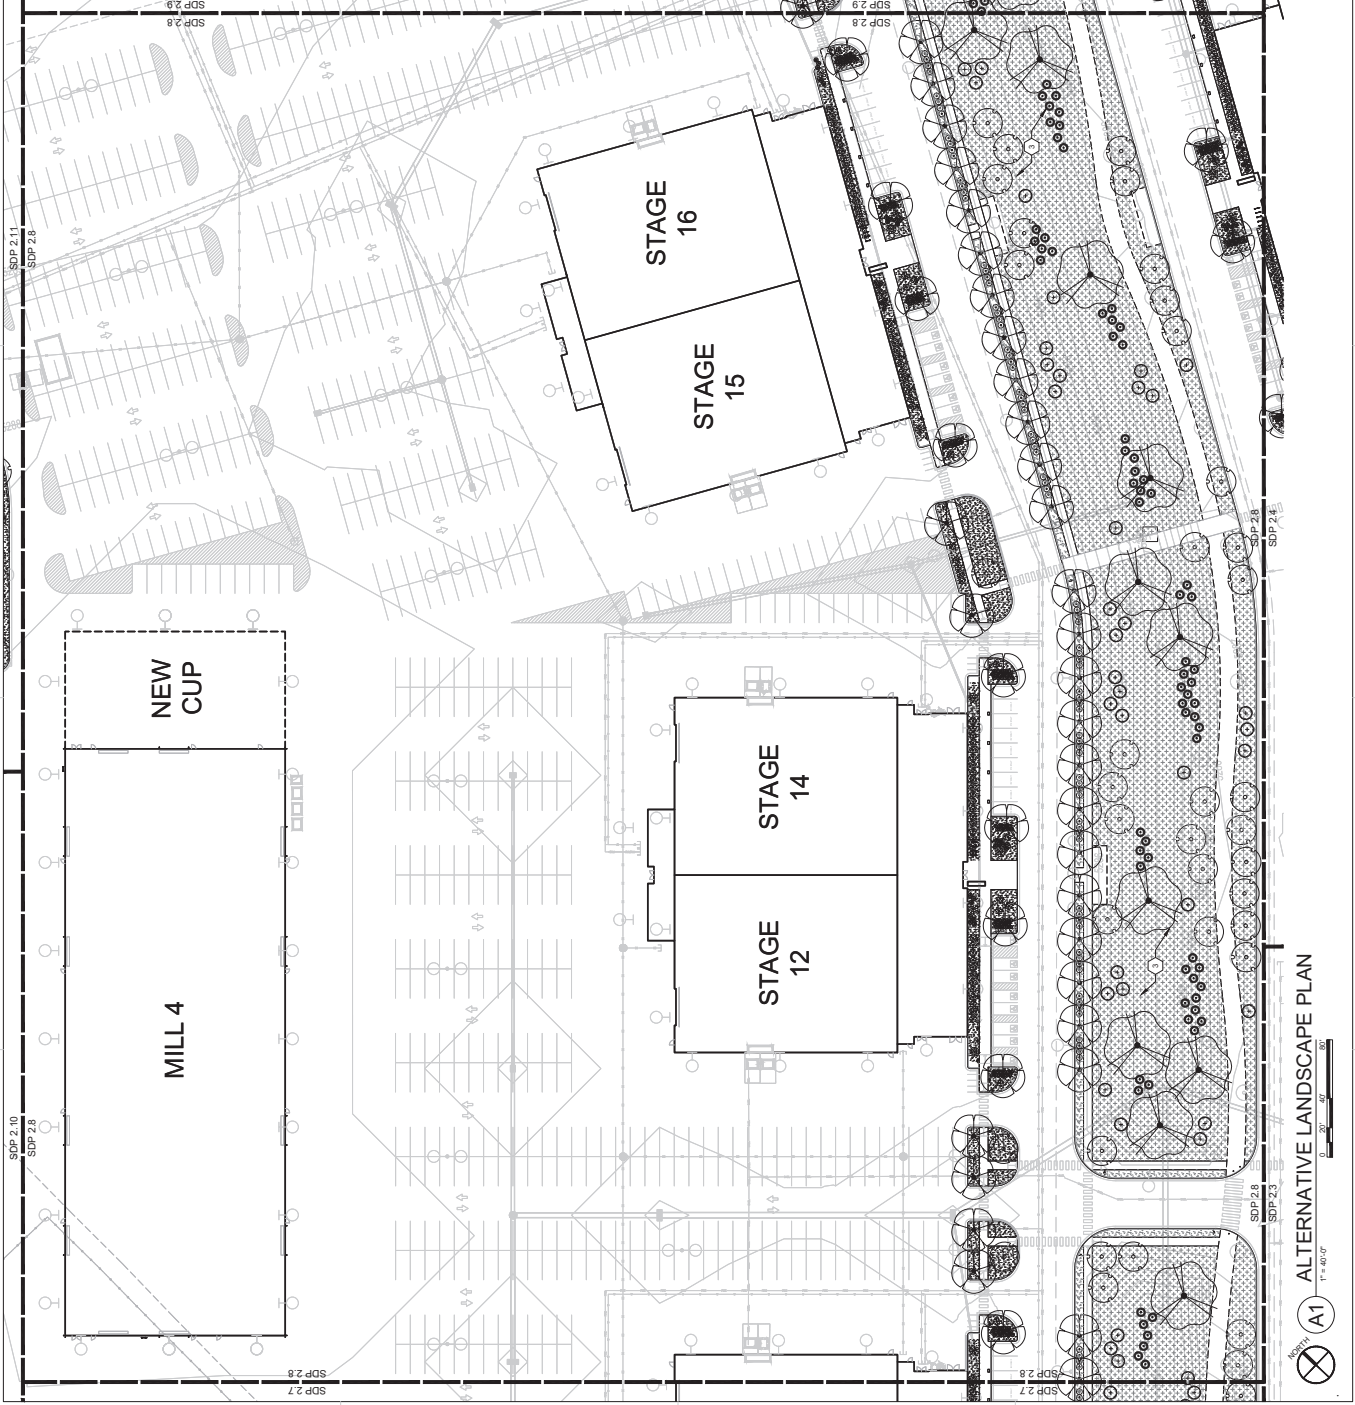 SDP 2.9
SDP 2.8
SDP 2.9
SDP 2.8
SDP 2.11
SDP 2.8
STAGE
16
3
STAGE
15
SDP 2.8
SDP 2.4
NEW
CUP
STAGE
14
STAGE
12
3
MILL 4
SDP 2.10
SDP 2.8
SDP 2.8
SDP 2.3
ALTERNATIVE LANDSCAPE PLAN
0 20' 40' 80'
1" = 40'-0"
A1
NORTH
SDP 2.8
SDP 2.7
SDP 2.8
SDP 2.7